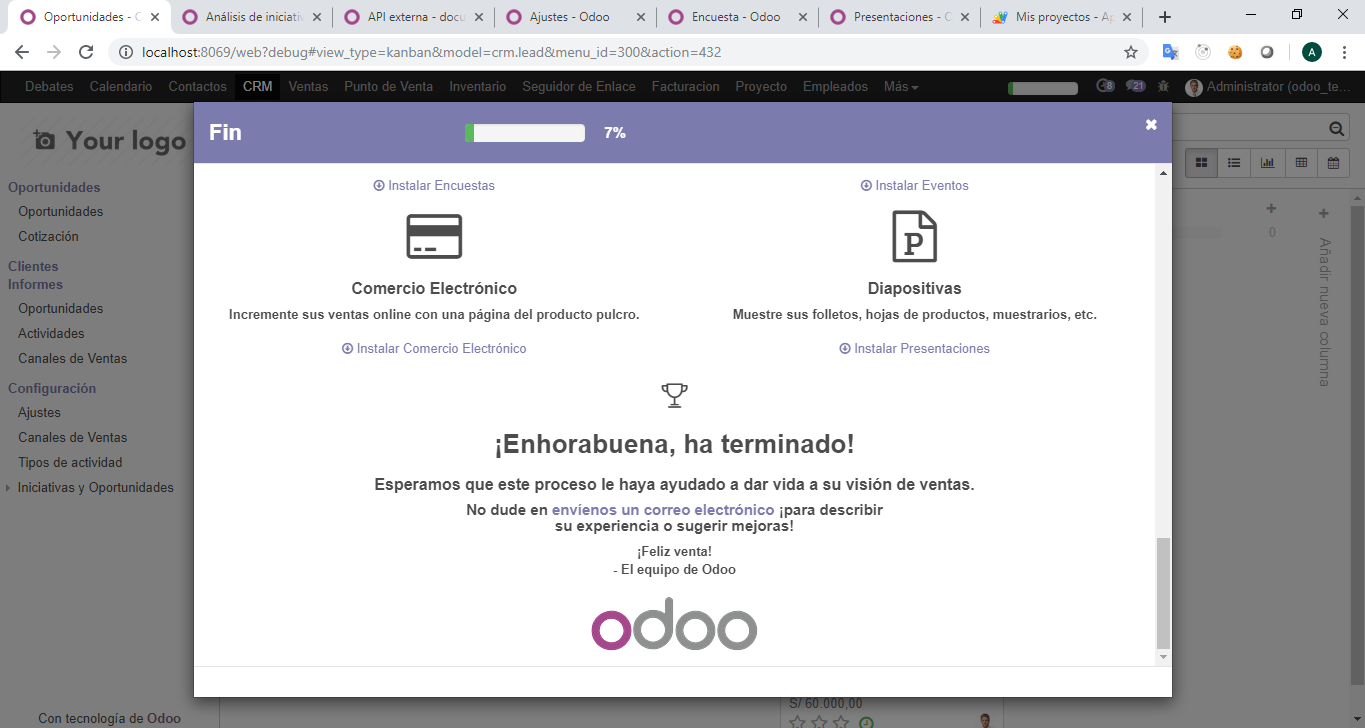 Oportunidades - O
Análisis de iniciativ
API externa - docu
Ajustes - Odoo
Encuesta - Odoo
Presentaciones - O
Mis proyectos - Ap
localhost:8069/web?debug#view_type=kanban&model=crm.lead&menu_id=300&action=432
A
Debates Calendario Contactos CRM Ventas Punto de Venta Inventario Seguidor de Enlace Facturacion Proyecto Empleados Más 8 21 Administrator (odoo_te...
Your logo
Oportunidades
Oportunidades
Cotización
Clientes
Informes
Oportunidades
Actividades
Canales de Ventas
Configuración
Ajustes
Canales de Ventas
Tipos de actividad
Iniciativas y Oportunidades
Con tecnología de Odoo
Fin 7%
Instalar Encuestas
Instalar Eventos
P
Comercio Electrónico
Incremente sus ventas online con una página del producto pulcro.
Instalar Comercio Electrónico
Diapositivas
Muestre sus folletos, hojas de productos, muestrarios, etc.
Instalar Presentaciones
¡Enhorabuena, ha terminado!
Esperamos que este proceso le haya ayudado a dar vida a su visión de ventas.
No dude en envienos un correo electrónico ¡para describir
su experiencia o sugerir mejoras!
¡Feliz venta!
- El equipo de Odoo
odoo
0
Añadir nueva columna
S/ 60.000,00